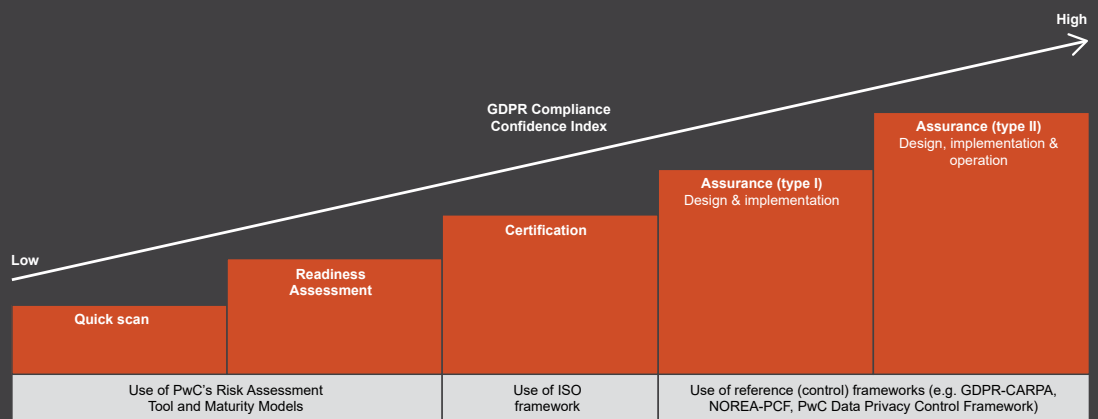 High
GDPR Compliance
Confidence Index
Assurance (type II)
Design, implementation &
operation
Assurance (type I)
Design & implementation
Certification
Low
Readiness
Assessment
Quick scan
Use of PwC's Risk Assessment
Tool and Maturity Models
Use of ISO
framework
Use of reference (control) frameworks (e.g. GDPR-CARPA,
NOREA-PCF, PwC Data Privacy Control Framework)